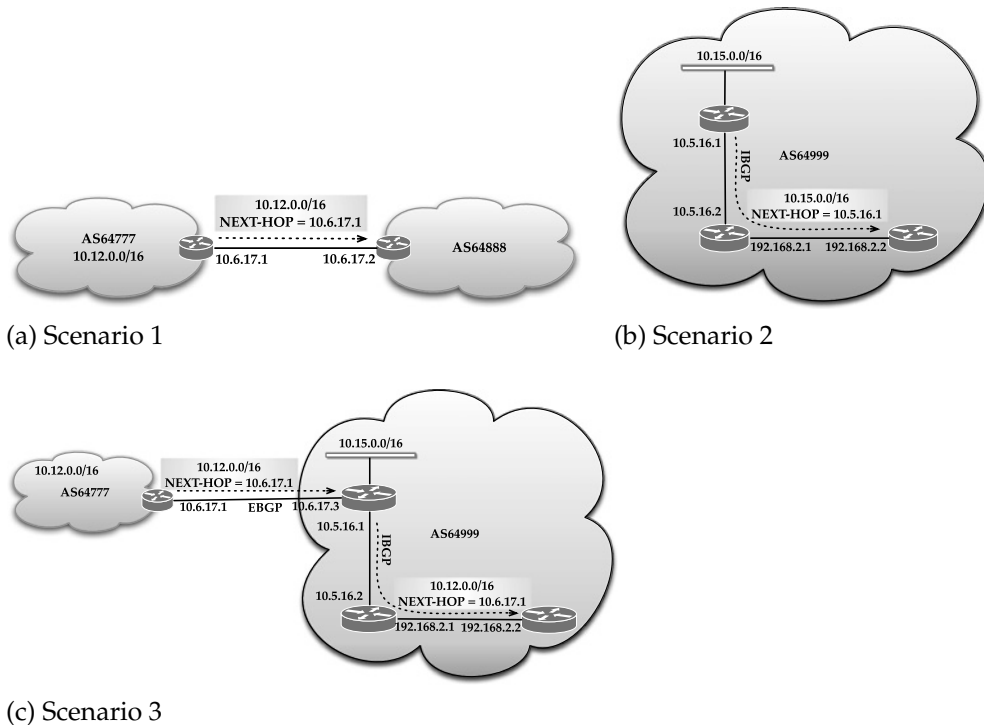 10.12.0.0/16
NEXT-HOP = 10.6.17.1
AS64777
10.12.0.0/16
AS64888
10.6.17.1
10.6.17.2
(a) Scenario 1
10.15.0.0/16
10.5.16.1
IBGP
AS64999
10.15.0.0/16
NEXT-HOP = 10.5.16.1
10.5.16.2
192.168.2.1
192.168.2.2
(b) Scenario 2
10.15.0.0/16
10.12.0.0/16
AS64777
10.12.0.0/16
NEXT-HOP = 10.6.17.1
10.6.17.1
EBGP
10.6.17.3
10.5.16.1
IBGP
AS64999
10.12.0.0/16
NEXT-HOP = 10.6.17.1
10.5.16.2
192.168.2.1
192.168.2.2
(c) Scenario 3